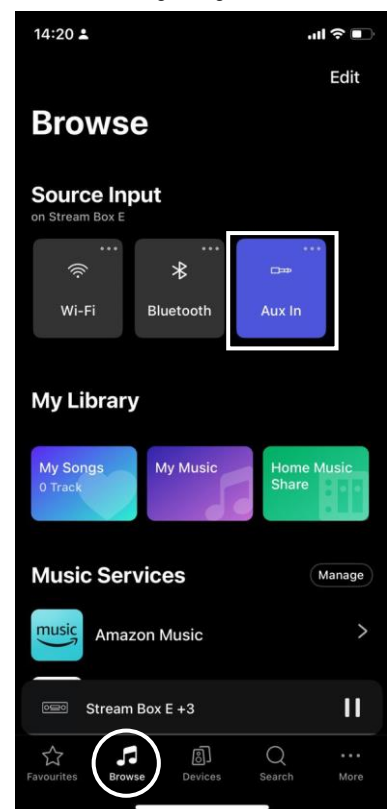 14:20
Edit
Browse
Source Input
on Stream Box E
Wi-Fi Bluetooth Aux In
My Library
My Songs My Music Home Music
0 Track Share
Music Services Manage
music Amazon Music
Stream Box E +3
Favourites Browse Devices Search More